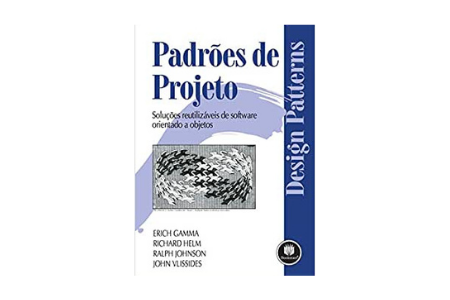 Padrões de
Projeto
Soluções reutilizáveis de software
orientado a objetos
ERICH GAMMA
RICHARD HELM
RALPH JOHNSON
JOHN VLISSIDES
Design Patterns
Bookman